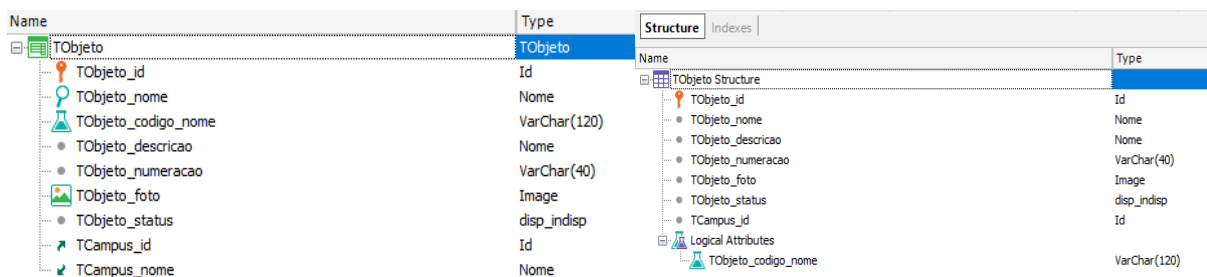 Name Type
TObjeto TObjeto
TObjeto_id Id
TObjeto_nome Nome
TObjeto_codigo_nome VarChar(120)
TObjeto_descricao Nome
TObjeto_numeracao VarChar(40)
TObjeto_foto Image
TObjeto_status disp_indisp
TCampus_id Id
TCampus_nome Nome
Structure Indexes
Name Type
TObjeto Structure
TObjeto_id Id
TObjeto_nome Nome
TObjeto_descricao Nome
TObjeto_numeracao VarChar(40)
TObjeto_foto Image
TObjeto_status disp_indisp
TCampus_id Id
Logical Attributes
TObjeto_codigo_nome VarChar(120)